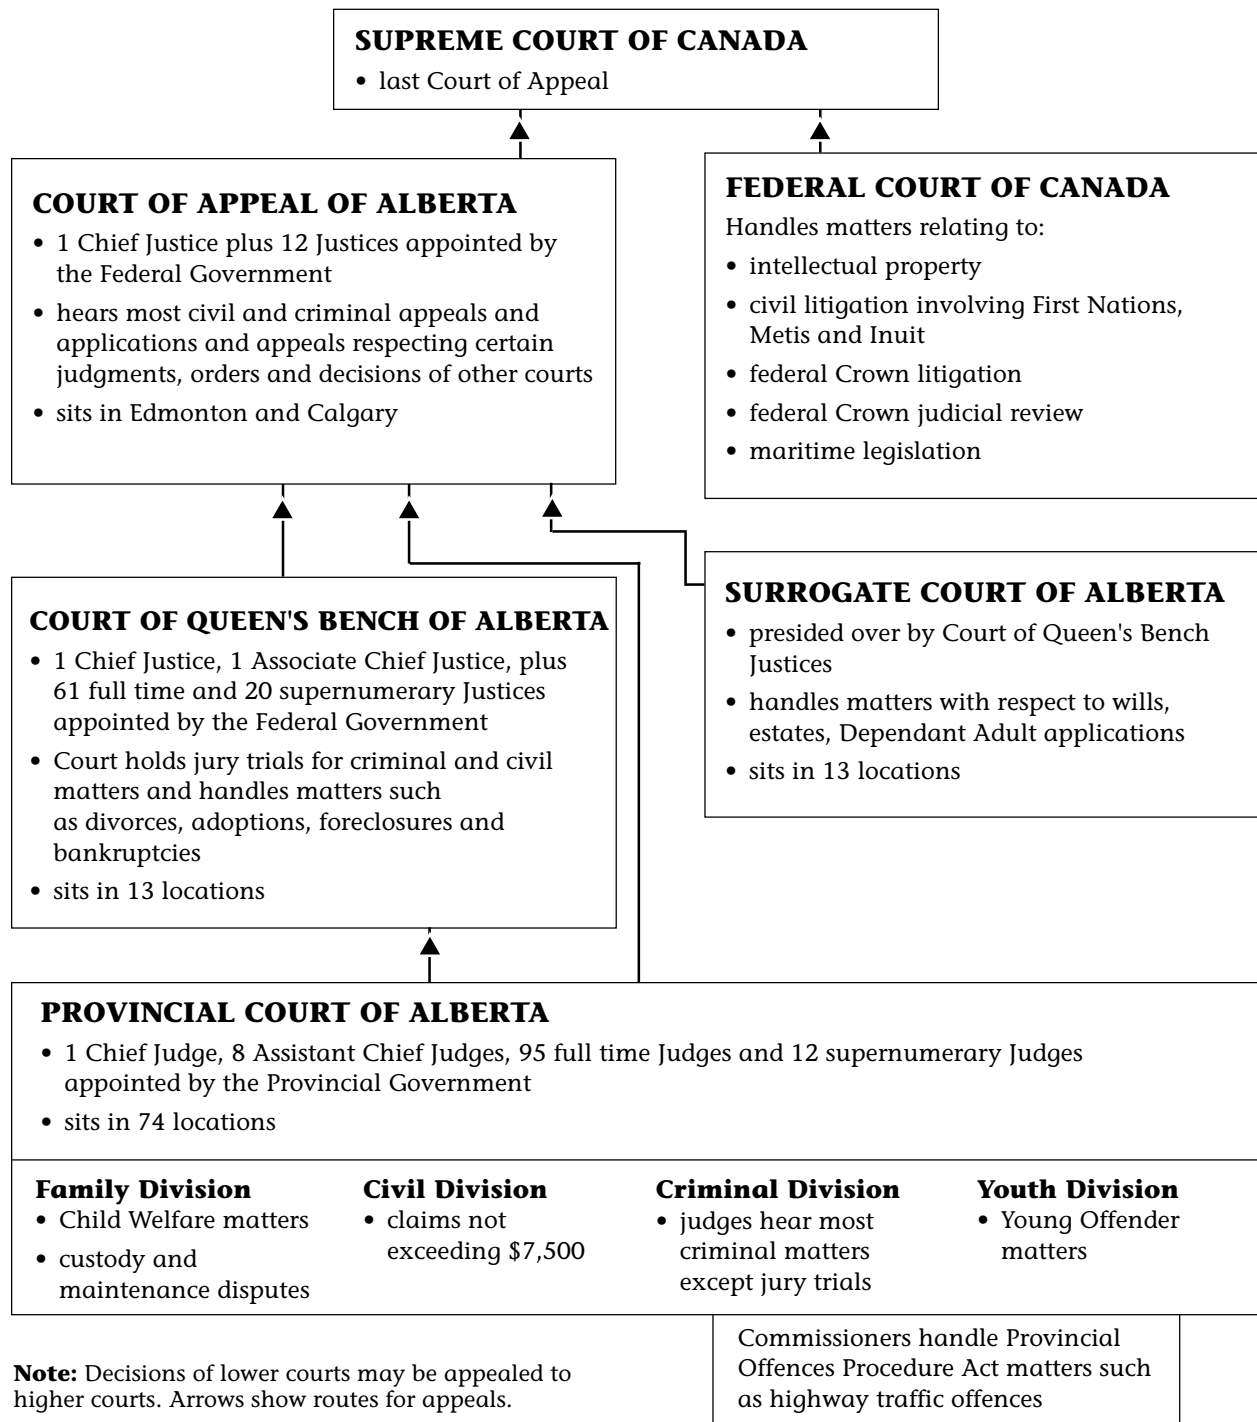 SUPREME COURT OF CANADA
• last Court of Appeal
COURT OF APPEAL OF ALBERTA
• 1 Chief Justice plus 12 Justices appointed by
the Federal Government
• hears most civil and criminal appeals and
applications and appeals respecting certain
judgments, orders and decisions of other courts
• sits in Edmonton and Calgary
FEDERAL COURT OF CANADA
Handles matters relating to:
• intellectual property
• civil litigation involving First Nations,
Metis and Inuit
• federal Crown litigation
• federal Crown judicial review
• maritime legislation
COURT OF QUEEN'S BENCH OF ALBERTA
• 1 Chief Justice, 1 Associate Chief Justice, plus
61 full time and 20 supernumerary Justices
appointed by the Federal Government
• Court holds jury trials for criminal and civil
matters and handles matters such
as divorces, adoptions, foreclosures and
bankruptcies
• sits in 13 locations
SURROGATE COURT OF ALBERTA
• presided over by Court of Queen's Bench
Justices
• handles matters with respect to wills,
estates, Dependant Adult applications
• sits in 13 locations
PROVINCIAL COURT OF ALBERTA
• 1 Chief Judge, 8 Assistant Chief Judges, 95 full time Judges and 12 supernumerary Judges
appointed by the Provincial Government
• sits in 74 locations
Family Division
• Child Welfare matters
• custody and
maintenance disputes
Civil Division
• claims not
exceeding $7,500
Criminal Division
• judges hear most
criminal matters
except jury trials
Youth Division
• Young Offender
matters
Commissioners handle Provincial
Offences Procedure Act matters such
as highway traffic offences
Note: Decisions of lower courts may be appealed to
higher courts. Arrows show routes for appeals.